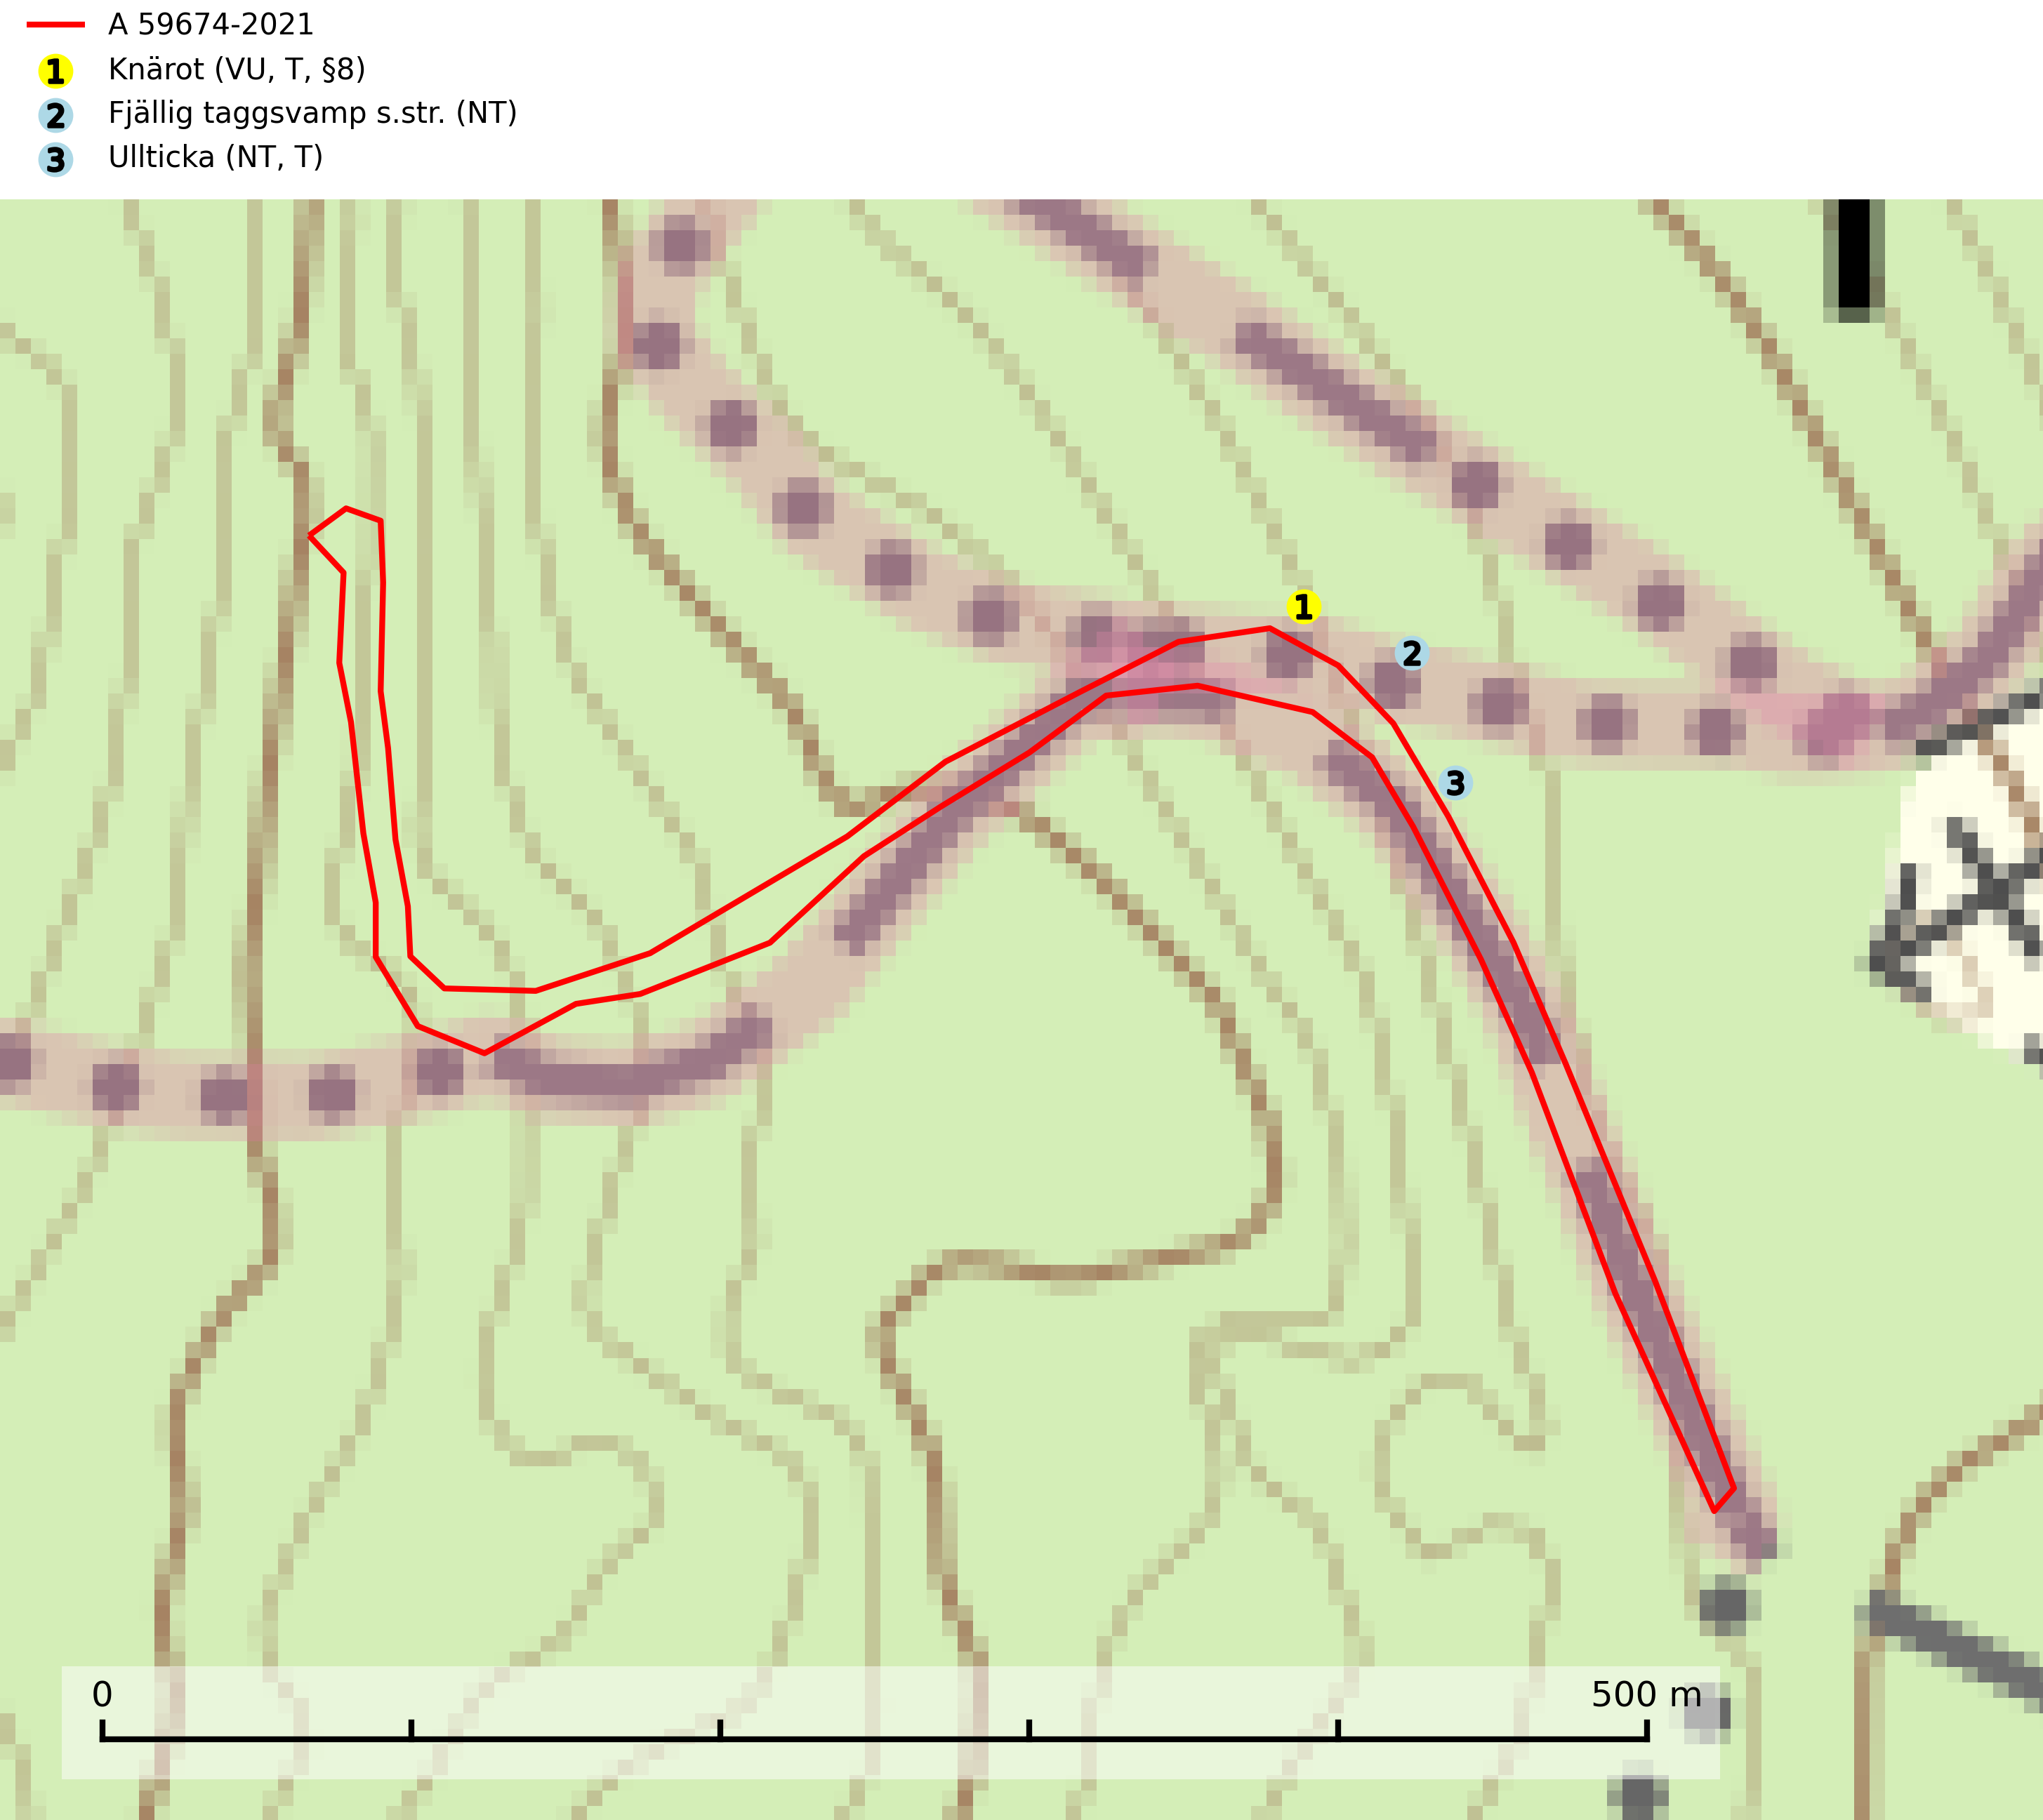 A 59674-2021
1 Knärot (VU, T, §8)
2 Fjällig taggsvamp s.str. (NT)
3 Ullticka (NT, T)
1
2
3
0 500 m